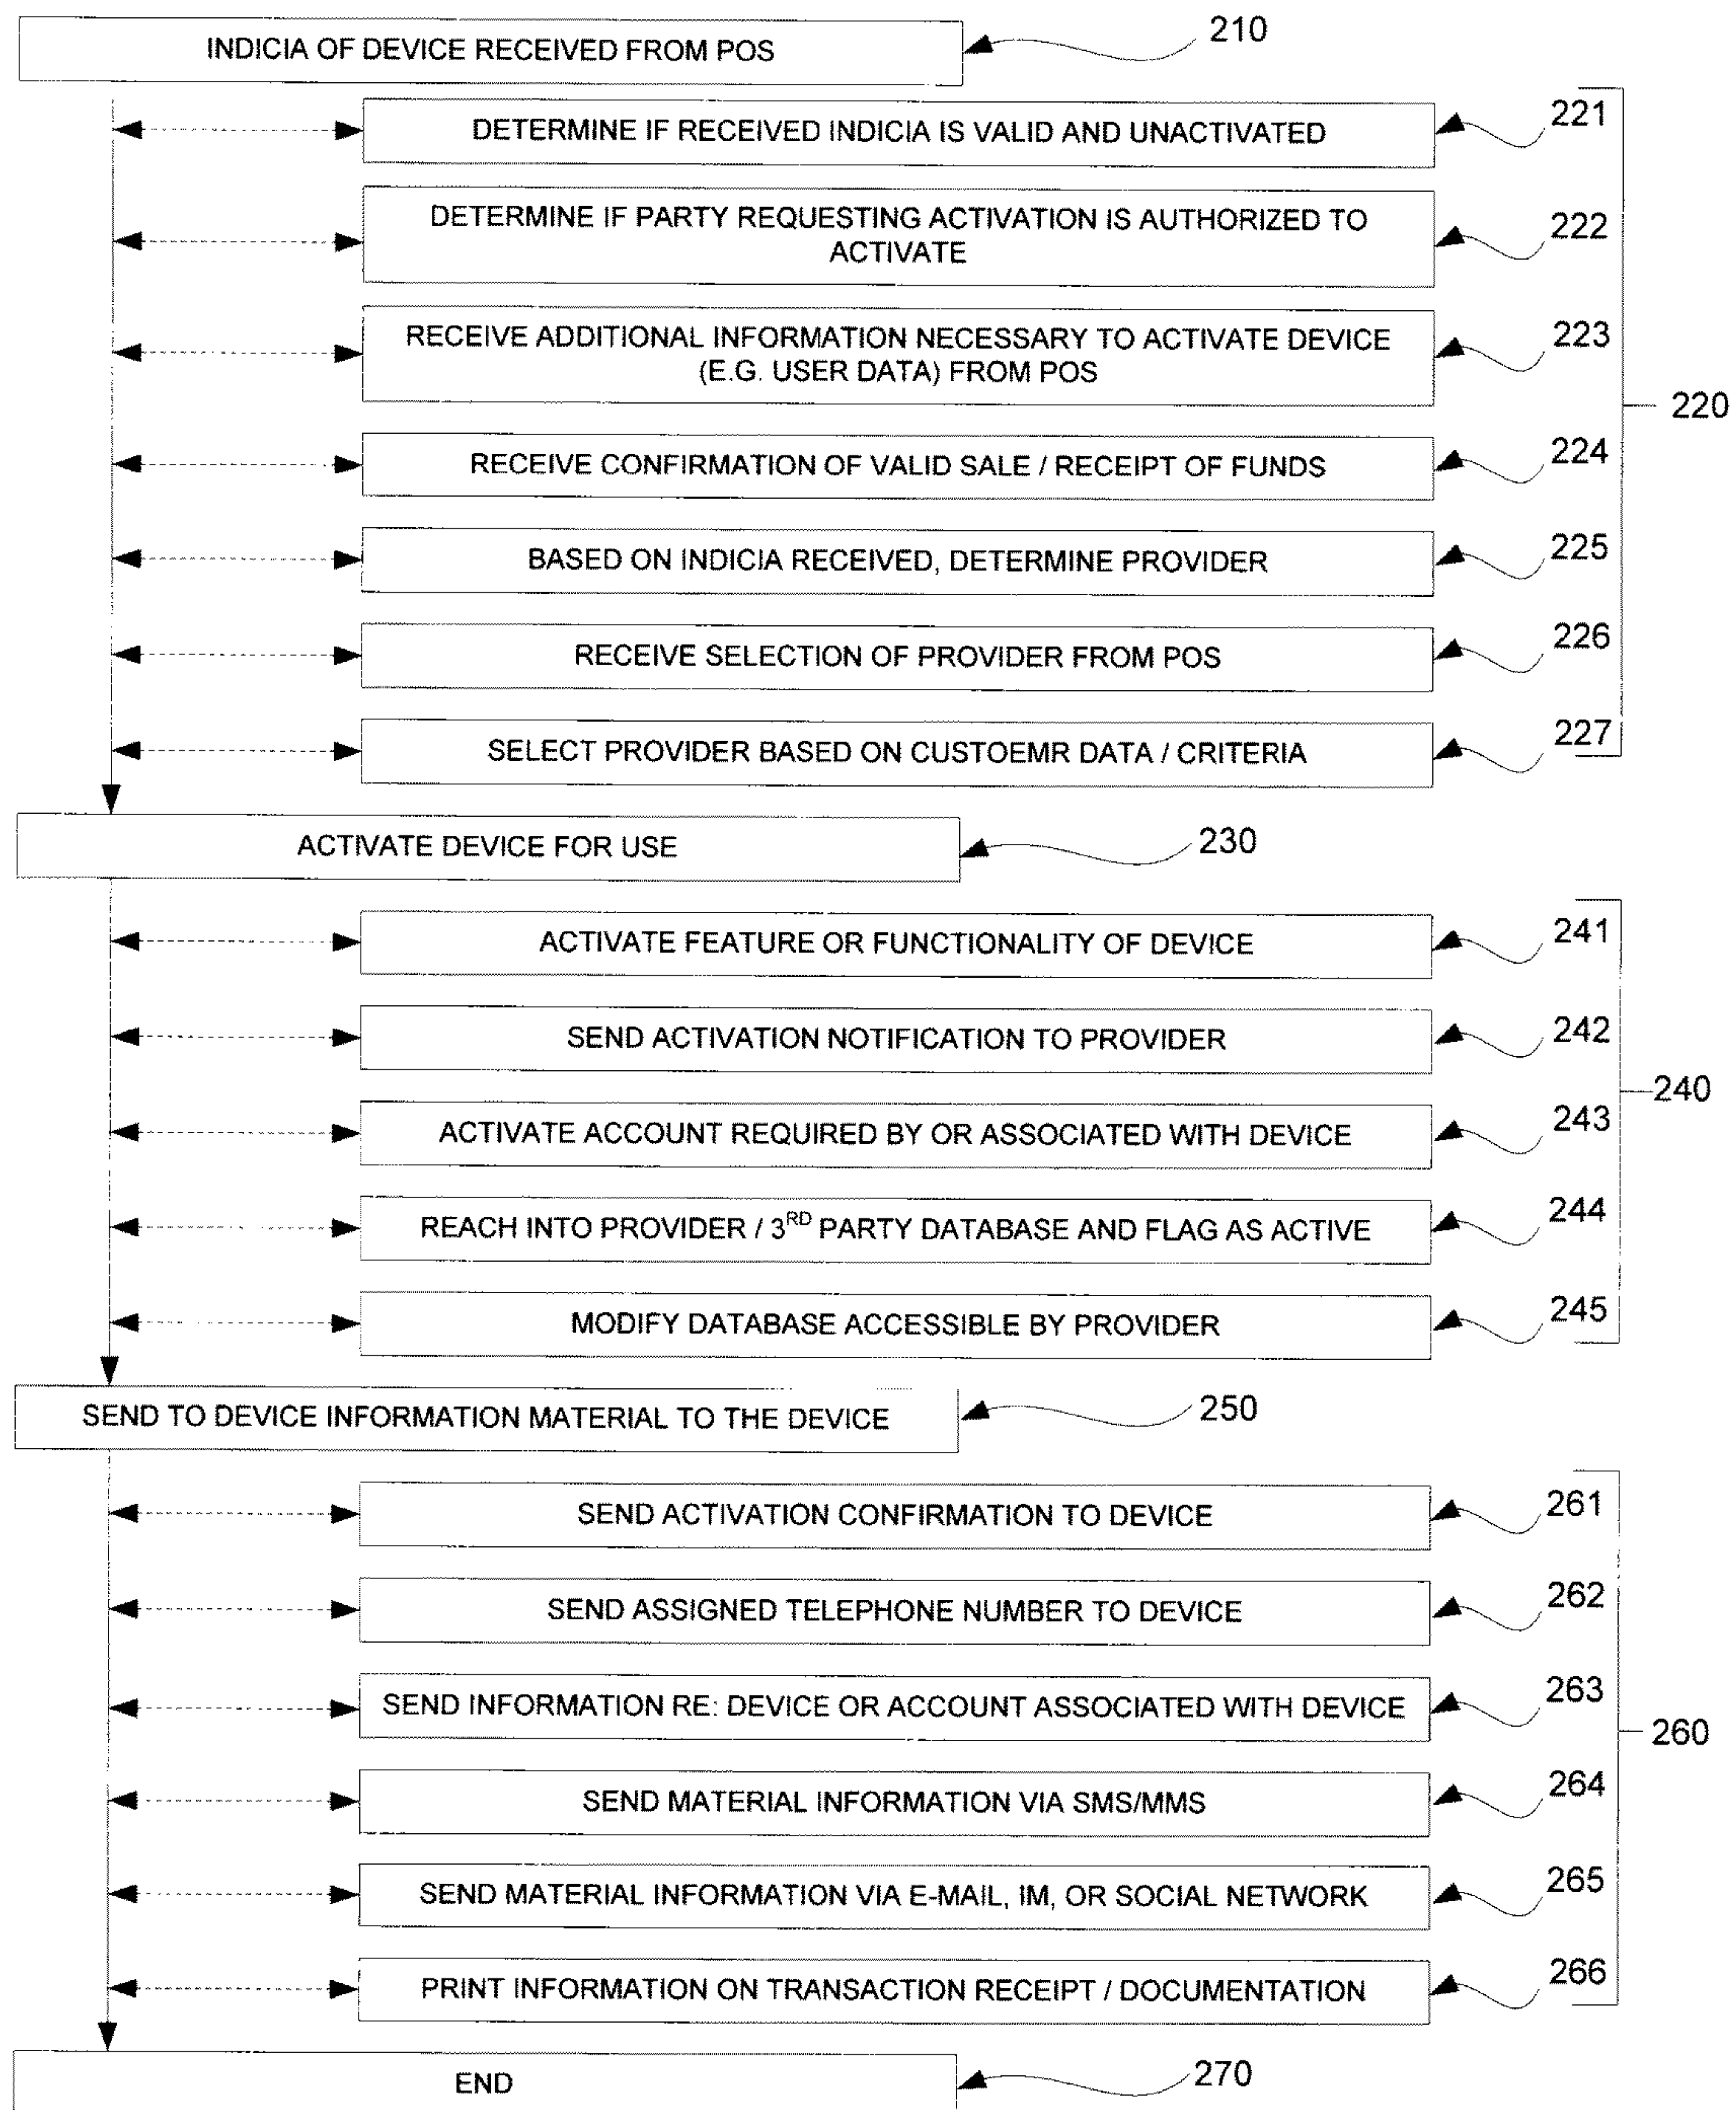 INDICIA OF DEVICE RECEIVED FROM POS
210
DETERMINE IF RECEIVED INDICIA IS VALID AND UNACTIVATED
221
DETERMINE IF PARTY REQUESTING ACTIVATION IS AUTHORIZED TO
ACTIVATE
222
RECEIVE ADDITIONAL INFORMATION NECESSARY TO ACTIVATE DEVICE
(E.G. USER DATA) FROM POS
223
220
RECEIVE CONFIRMATION OF VALID SALE / RECEIPT OF FUNDS
224
BASED ON INDICIA RECEIVED, DETERMINE PROVIDER
225
RECEIVE SELECTION OF PROVIDER FROM POS
226
SELECT PROVIDER BASED ON CUSTOEMR DATA / CRITERIA
227
ACTIVATE DEVICE FOR USE
230
ACTIVATE FEATURE OR FUNCTIONALITY OF DEVICE
241
SEND ACTIVATION NOTIFICATION TO PROVIDER
242
240
ACTIVATE ACCOUNT REQUIRED BY OR ASSOCIATED WITH DEVICE
243
REACH INTO PROVIDER / 3RD PARTY DATABASE AND FLAG AS ACTIVE
244
MODIFY DATABASE ACCESSIBLE BY PROVIDER
245
SEND TO DEVICE INFORMATION MATERIAL TO THE DEVICE
250
SEND ACTIVATION CONFIRMATION TO DEVICE
261
SEND ASSIGNED TELEPHONE NUMBER TO DEVICE
262
SEND INFORMATION RE: DEVICE OR ACCOUNT ASSOCIATED WITH DEVICE
263
260
SEND MATERIAL INFORMATION VIA SMS/MMS
264
SEND MATERIAL INFORMATION VIA E-MAIL, IM, OR SOCIAL NETWORK
265
PRINT INFORMATION ON TRANSACTION RECEIPT / DOCUMENTATION
266
END
270